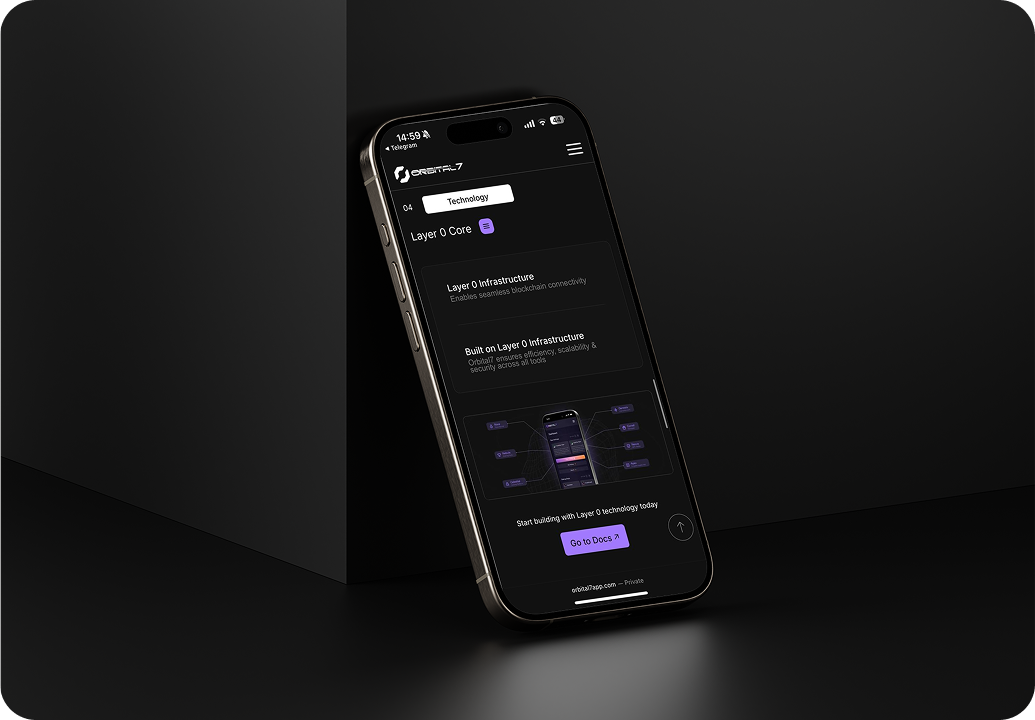 14:59
48
◀ Telegram
ORBITAL7
04
Technology
Layer 0 Core
Layer 0 Infrastructure
Enables seamless blockchain connectivity
Built on Layer 0 Infrastructure
Orbital7 ensures efficiency, scalability &
security across all tools
Start building with Layer 0 technology today
Go to Docs ↗
orbital7app.com — Private